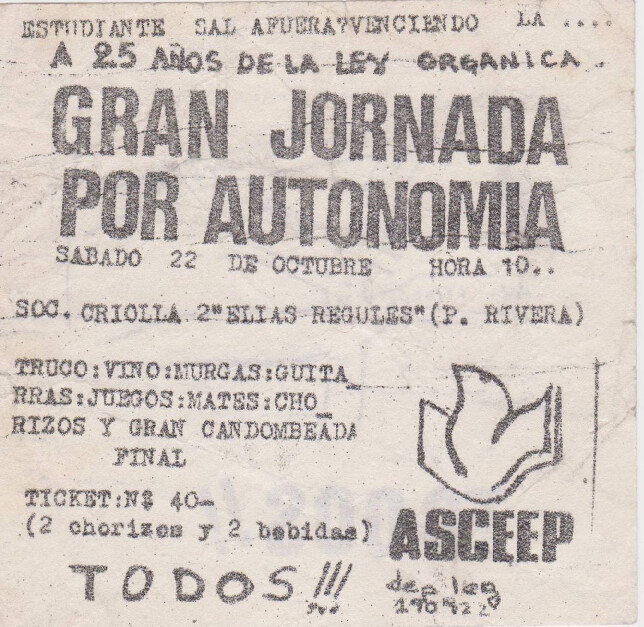 ESTUDIANTE SAL AFUERA?VENCIENDO LA ....
A 25 AÑOS DE LA LEY ORGANICA.
GRAN JORNADA
POR AUTONOMIA
SABADO 22 DE OCTUBRE HORA 10..
SOC. CRIOLLA 2"ELIAS REGULES"(P. RIVERA)
TRUCO:VINO:MURGAS:GUITA_
RRAS:JUEGOS:MATES:CHO_
RIZOS Y GRAN CANDOMBEADA
FINAL
TICKET:N$ 40-
(2 chorizos y 2 bebidas)
ASCEEP
TODOS !!!
dep leg